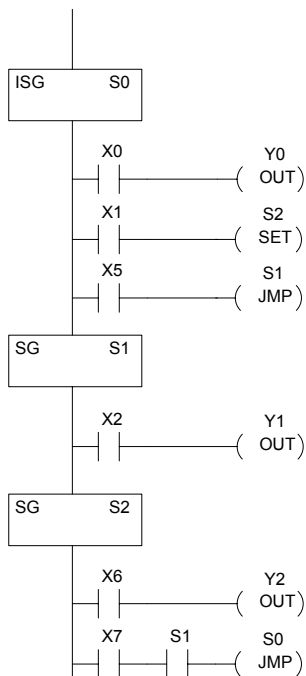 ISG S0
X0 Y0
OUT
X1 S2
SET
X5 S1
JMP
SG S1
X2 Y1
OUT
SG S2
X6 Y2
OUT
X7 S1 S0
JMP